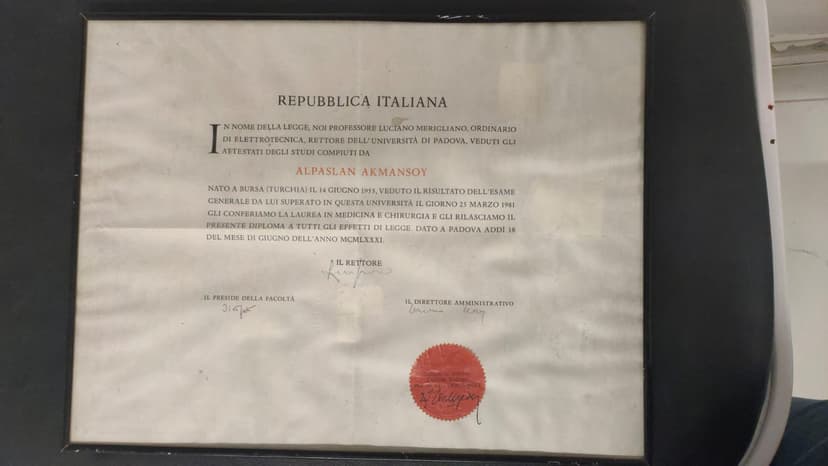 REPUBBLICA ITALIANA
IN NOME DELLA LEGGE, NOI PROFESSORE LUCIANO MERIGLIANO, ORDINARIO
DI ELETTROTECNICA, RETTORE DELL'UNIVERSITÀ DI PADOVA, VEDUTI GLI
ATTESTATI DEGLI STUDI COMPIUTI DA
ALPASLAN AKMANSOY
NATO A BURSA (TURCHIA) IL 14 GIUGNO 1953, VEDUTO IL RISULTATO DELL'ESAME
GENERALE DA LUI SUPERATO IN QUESTA UNIVERSITÀ IL GIORNO 25 MARZO 1981
GLI CONFERIAMO LA LAUREA IN MEDICINA E CHIRURGIA E GLI RILASCIAMO IL
PRESENTE DIPLOMA A TUTTI GLI EFFETTI DI LEGGE. DATO A PADOVA ADDÌ 18
DEL MESE DI GIUGNO DELL'ANNO MCMLXXXI.
IL RETTORE
IL PRESIDE DELLA FACOLTÀ
IL DIRETTORE AMMINISTRATIVO